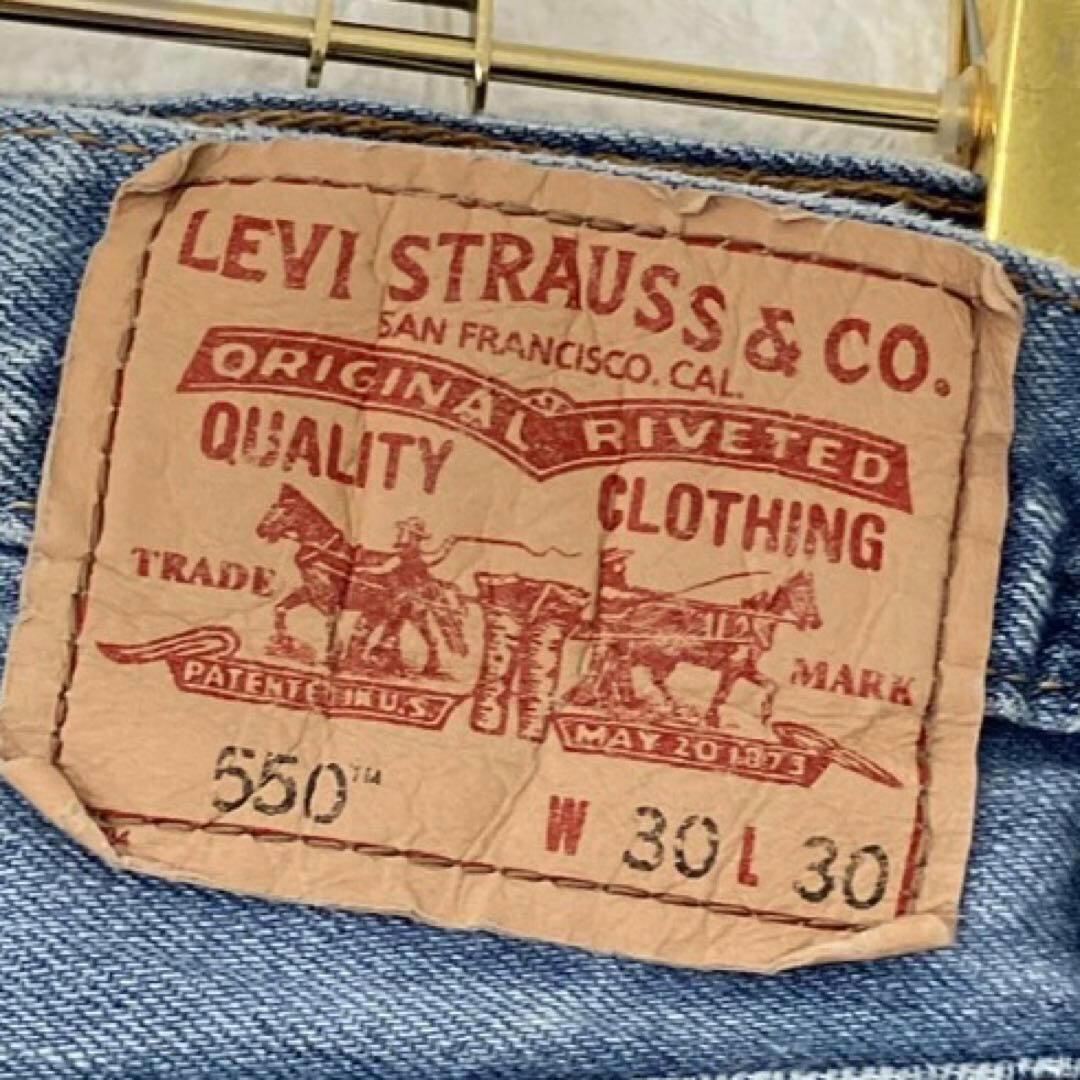 LEVI STRAUSS & CO.
SAN FRANCISCO. CAL.
ORIGINAL RIVETED
QUALITY CLOTHING
TRADE MARK
PATENTED IN U.S. MAY 20 1873
550™ W 30 L 30